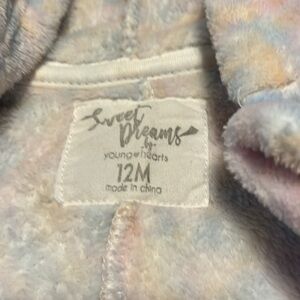 Sweet
Dreams
by
young hearts
12M
made in china